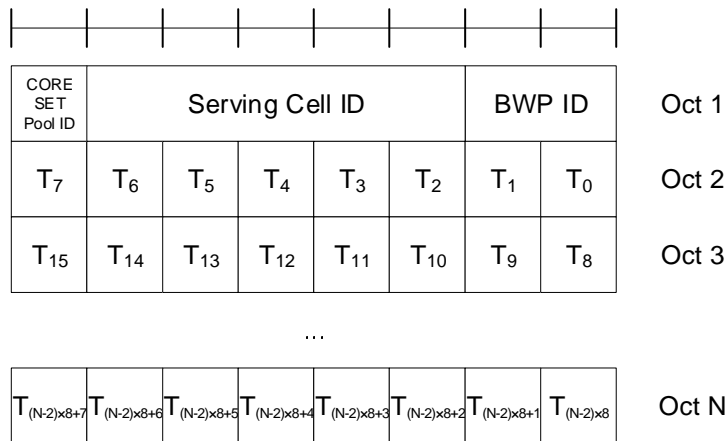 CORE SET Pool ID Serving Cell ID BWP ID Oct 1
T7 T6 T5 T4 T3 T2 T1 T0 Oct 2
T15 T14 T13 T12 T11 T10 T9 T8 Oct 3
...
T(N-2)×8+7 T(N-2)×8+6 T(N-2)×8+5 T(N-2)×8+4 T(N-2)×8+3 T(N-2)×8+2 T(N-2)×8+1 T(N-2)×8 Oct N